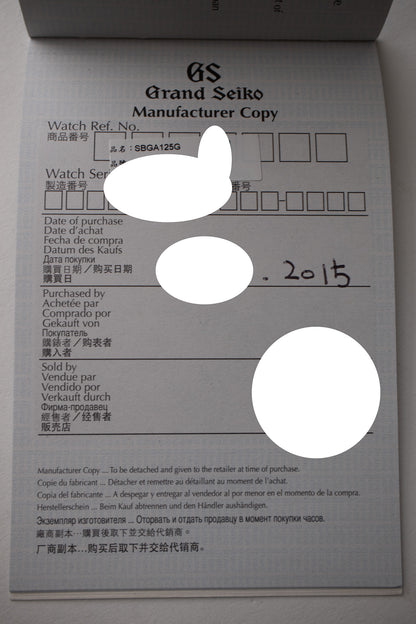 GS
Grand Seiko
Manufacturer Copy
Watch Ref. No.
商品番号
品名：SBGA125G
Watch Seri
製造番号
番号
Date of purchase
Date d'achat
Fecha de compra
Datum des Kaufs
Дата покупки
購買日期／购买日期
購買日
. 2015
Purchased by
Achetée par
Comprado por
Gekauft von
Покупатель
購錶者／购表者
購入者
Sold by
Vendue par
Vendido por
Verkauft durch
Фирма-продавец
經售者／经售者
販売店
Manufacturer Copy .... To be detached and given to the retailer at time of purchase.
Copie du fabricant ... Détacher et remettre au détaillant au moment de l'achat.
Copia del fabricante ... A despegar y entregar al vendedor al por menor en el momento de la compra.
Herstellerschein ... Beim Kauf abtreennen und den Händler aushändigen.
Экземпляр изготовителя ... Оторвать и отдать продавцу в момент покупки часов.
廠商副本…購買後取下並交給代銷商。
厂商副本…购买后取下并交给代销商。